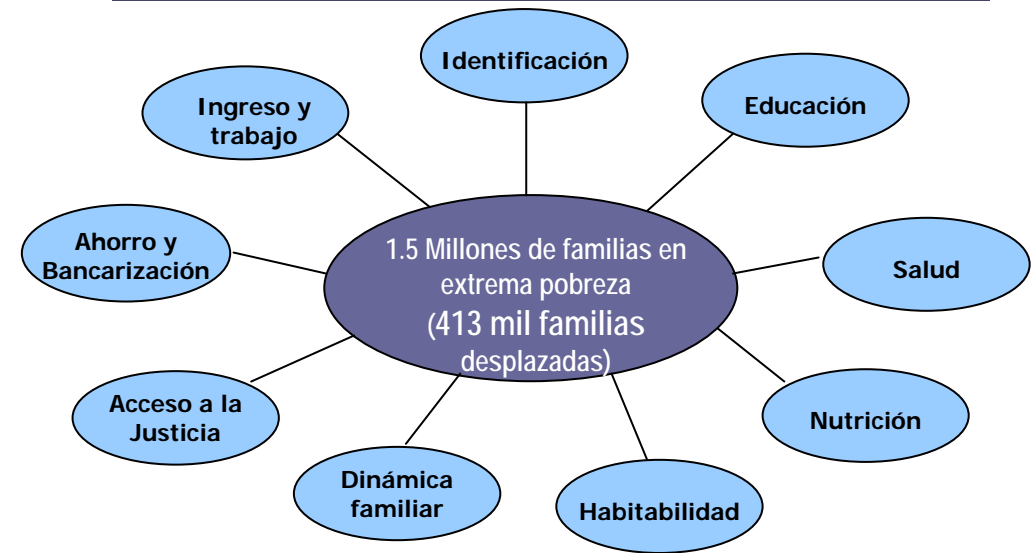 Identificación
Educación
Salud
Nutrición
Habitabilidad
Dinámica
familiar
Acceso a la
Justicia
Ahorro y
Bancarización
Ingreso y
trabajo
1.5 Millones de familias en
extrema pobreza
(413 mil familias
desplazadas)